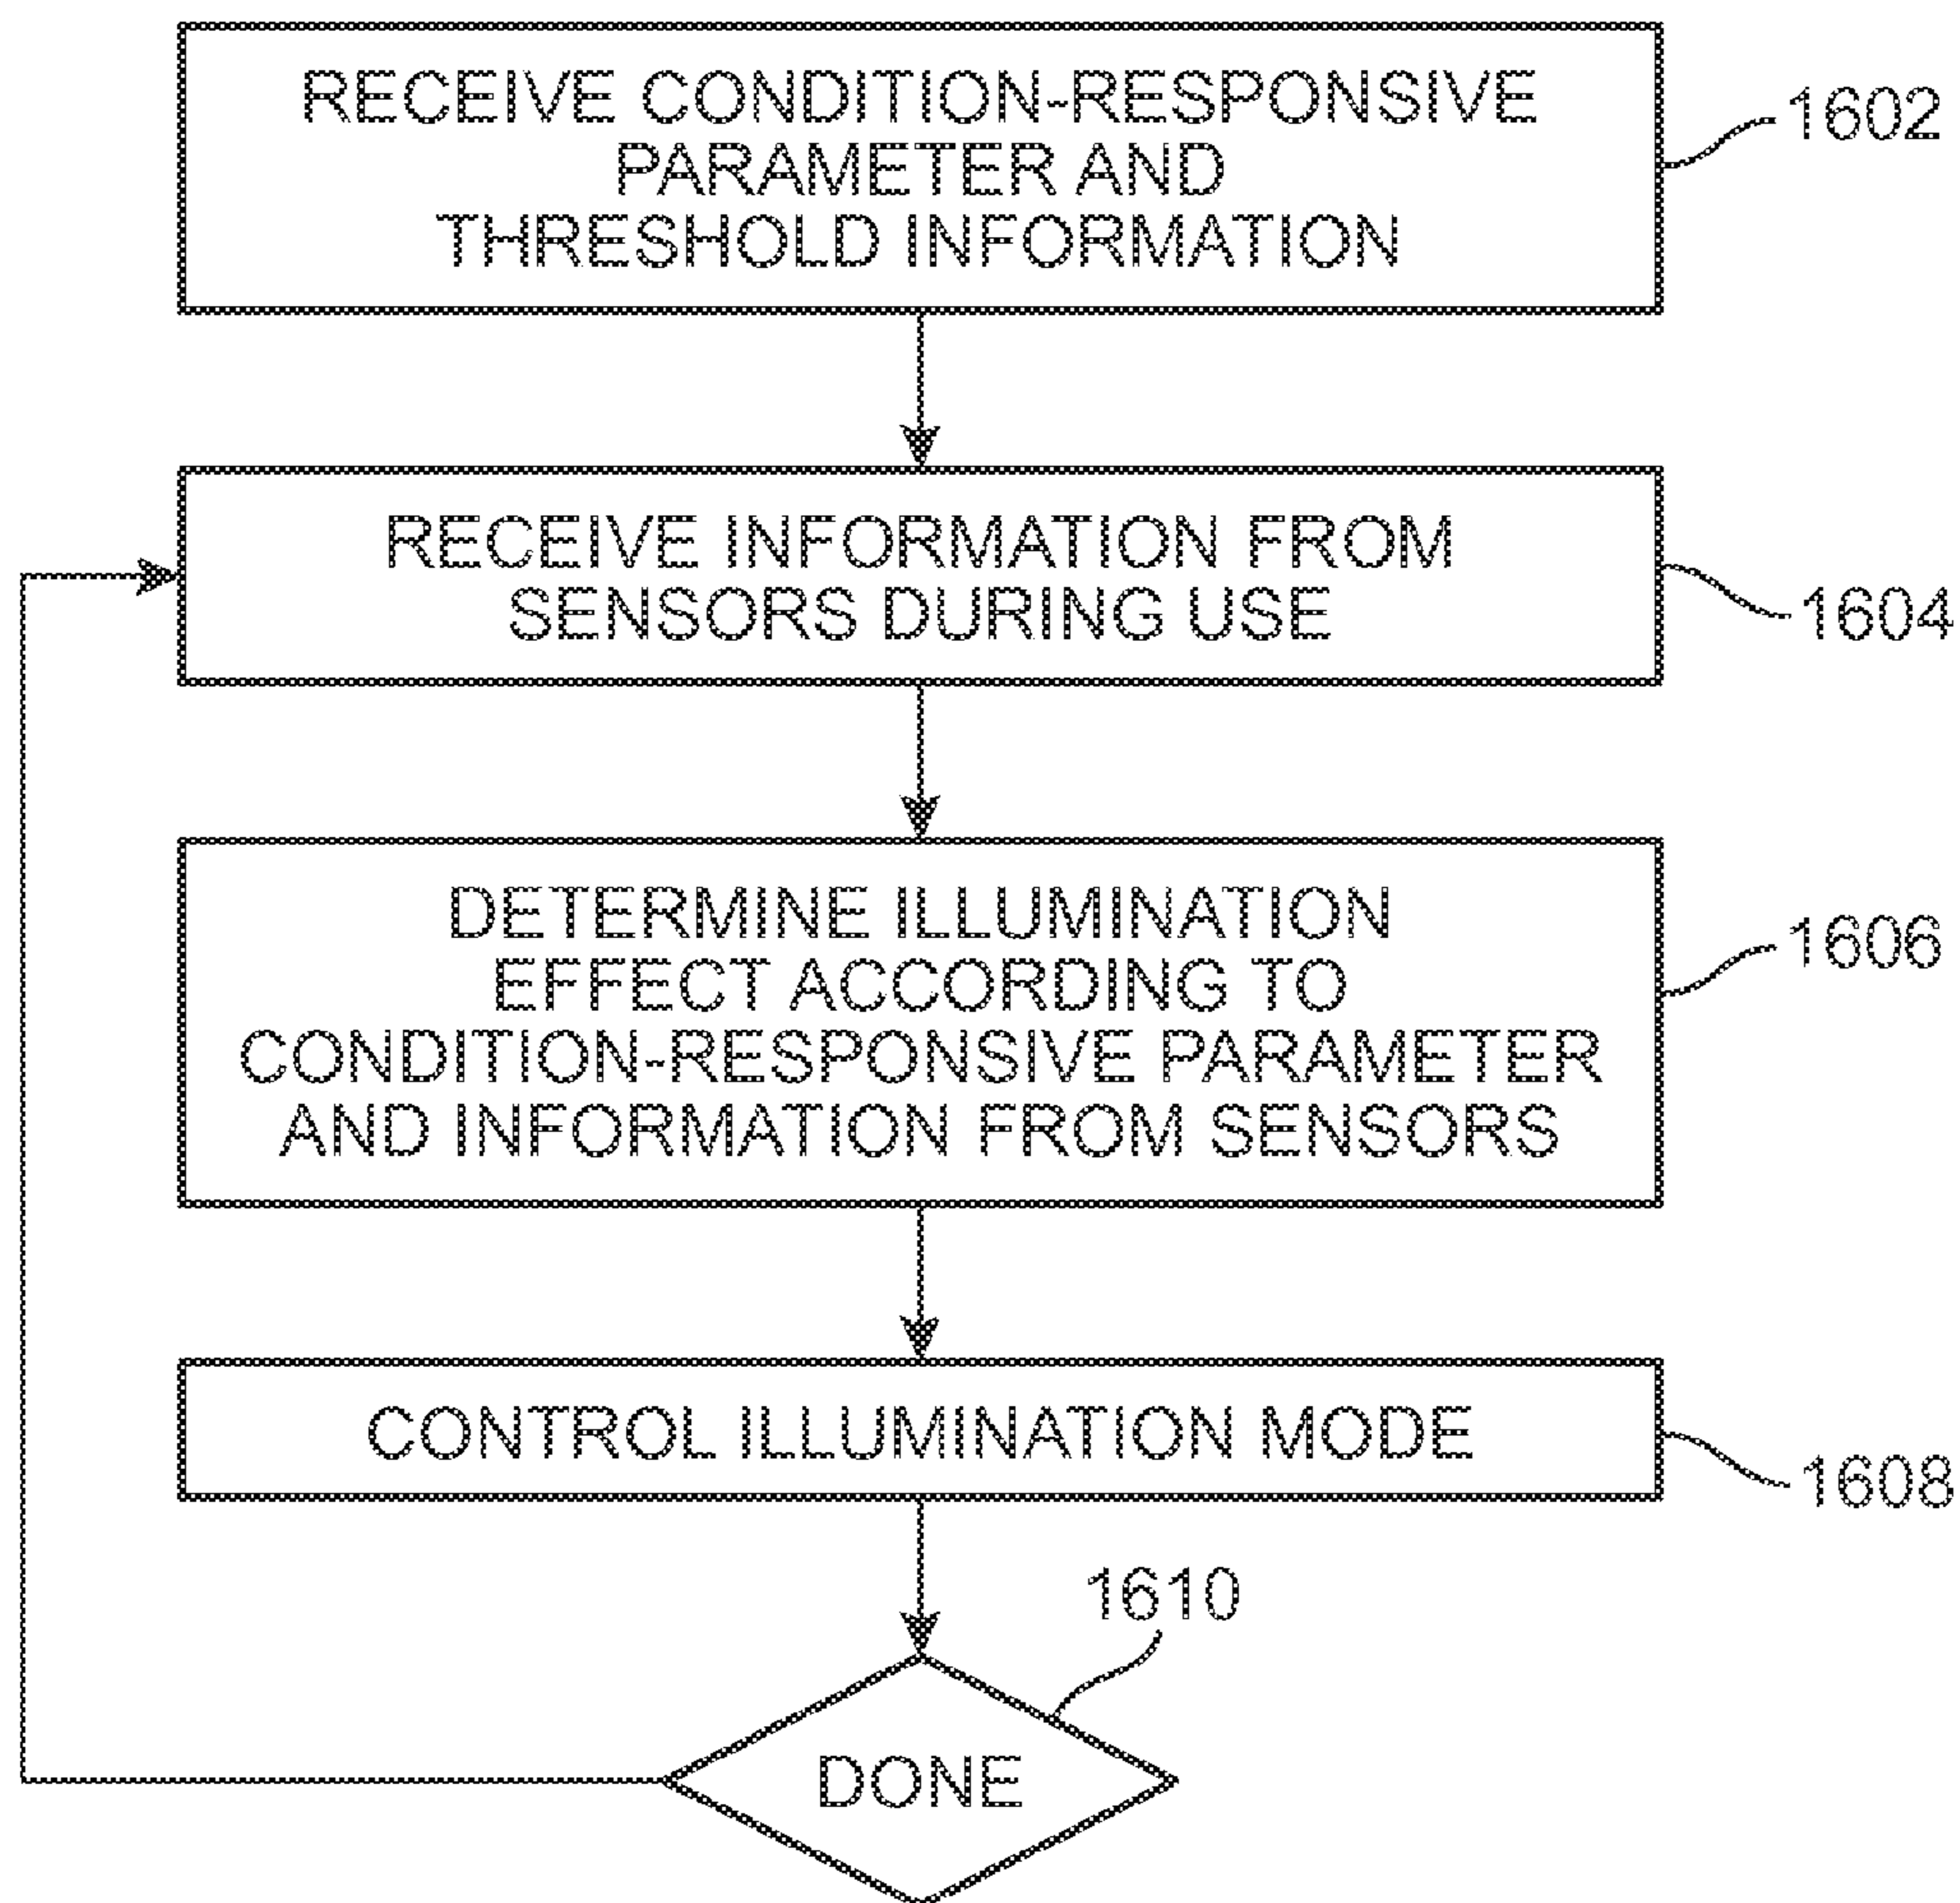 RECEIVE CONDITION-RESPONSIVE
PARAMETER AND
THRESHOLD INFORMATION
1602
RECEIVE INFORMATION FROM
SENSORS DURING USE
1604
DETERMINE ILLUMINATION
EFFECT ACCORDING TO
CONDITION-RESPONSIVE PARAMETER
AND INFORMATION FROM SENSORS
1606
CONTROL ILLUMINATION MODE
1608
1610
DONE